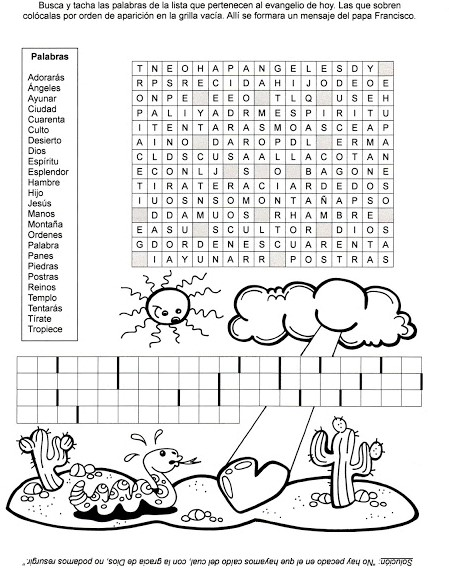 Busca y tacha las palabras de la lista que pertenecen al evangelio de hoy. Las que sobren
colócalas por orden de aparición en la grilla vacía. Allí se formara un mensaje del papa Francisco.
Palabras
Adorarás
Ángeles
Ayunar
Ciudad
Cuarenta
Culto
Desierto
Dios
Espíritu
Esplendor
Hambre
Hijo
Jesús
Manos
Montaña
Ordenes
Palabra
Panes
Piedras
Postras
Reinos
Templo
Tentarás
Tírate
Tropiece
T N E O H A P A N G E L E S D Y
R P S R E C I D A H I J O D E O E
O N P E E E O T L Q U S E H
P A L I Y A D R M E S P I R I T U
I T E N T A R A S M O A S C E A P
A I N O D A R O P D L E R M A
C L D S C U S A A L L A C O T A N
E C O N L J S O B A G O N E
T I R A T E R A C I A R D E D O S
I U O S N S O M O N T A Ñ A P S O
D D A M U O S R H A M B R E
E A S U S C U L T O R D I O S
G D O R D E N E S C U A R E N T A
I A Y U N A R R P O S T R A S
Solución: "No hay pecado en el que hayamos caído del cual, con la gracia de Dios, no podamos resurgir."